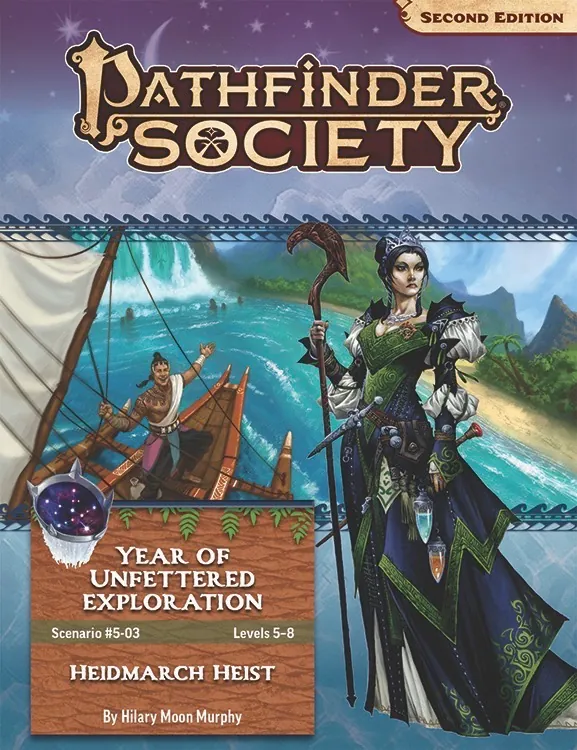 SECOND EDITION
PATHFINDER
SOCIETY
YEAR OF
UNFETTERED
EXPLORATION
Scenario #5-03 Levels 5–8
HEIDMARCH HEIST
By Hilary Moon Murphy